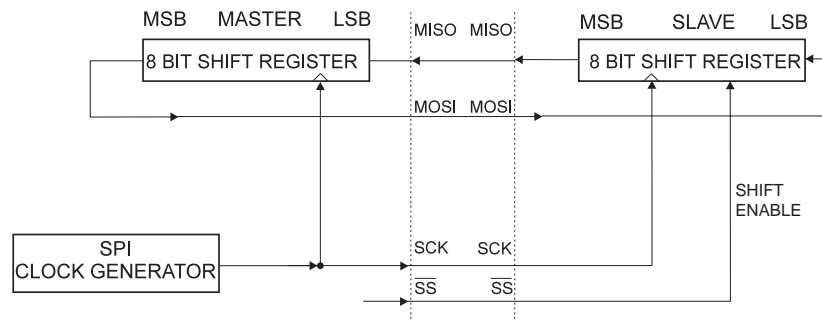 MSB MASTER LSB
MSB SLAVE LSB
MISO MISO
8 BIT SHIFT REGISTER
8 BIT SHIFT REGISTER
MOSI MOSI
SHIFT
ENABLE
SPI
CLOCK GENERATOR
SCK SCK
SS SS